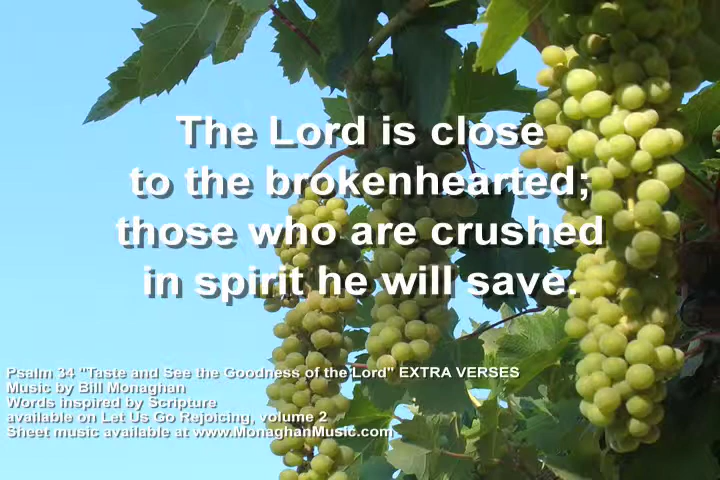 The Lord is close
to the brokenhearted;
those who are crushed
in spirit he will save.
Psalm 34 "Taste and See the Goodness of the Lord" EXTRA VERSES
Music by Bill Monaghan
Words inspired by Scripture
available on Let Us Go Rejoicing, volume 2
Sheet music available at www.MonaghanMusic.com